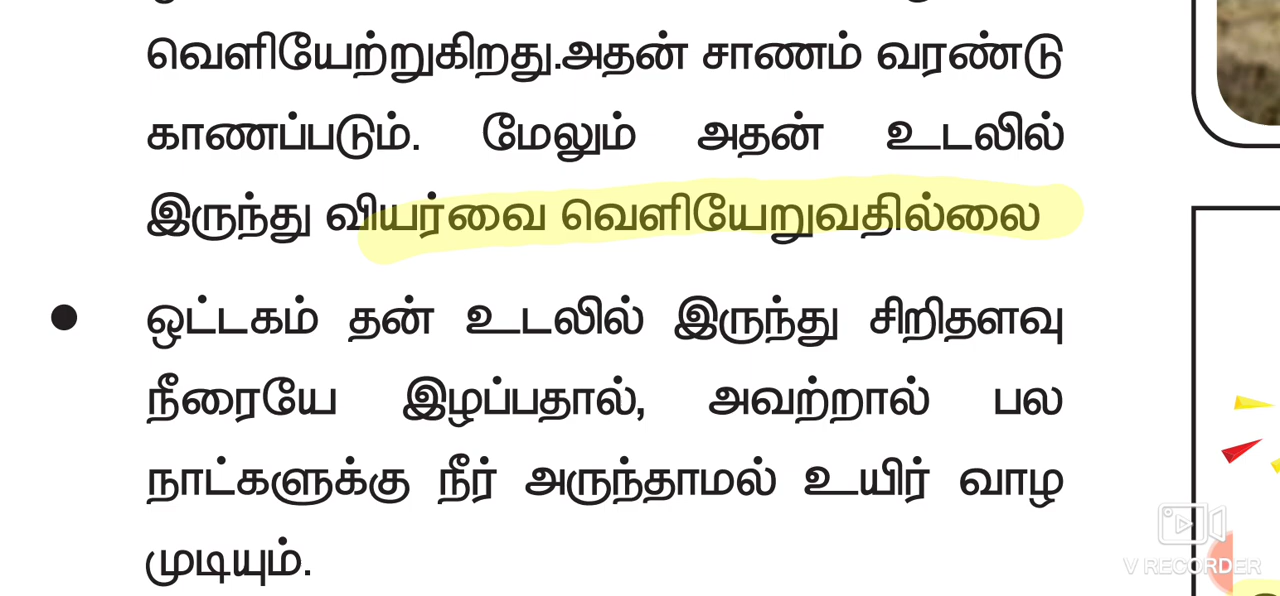 வெளியேற்றுகிறது.அதன் சாணம் வரண்டு
காணப்படும். மேலும் அதன் உடலில்
இருந்து வியர்வை வெளியேறுவதில்லை
● ஒட்டகம் தன் உடலில் இருந்து சிறிதளவு
நீரையே இழப்பதால், அவற்றால் பல
நாட்களுக்கு நீர் அருந்தாமல் உயிர் வாழ
முடியும்.
V RECORDER